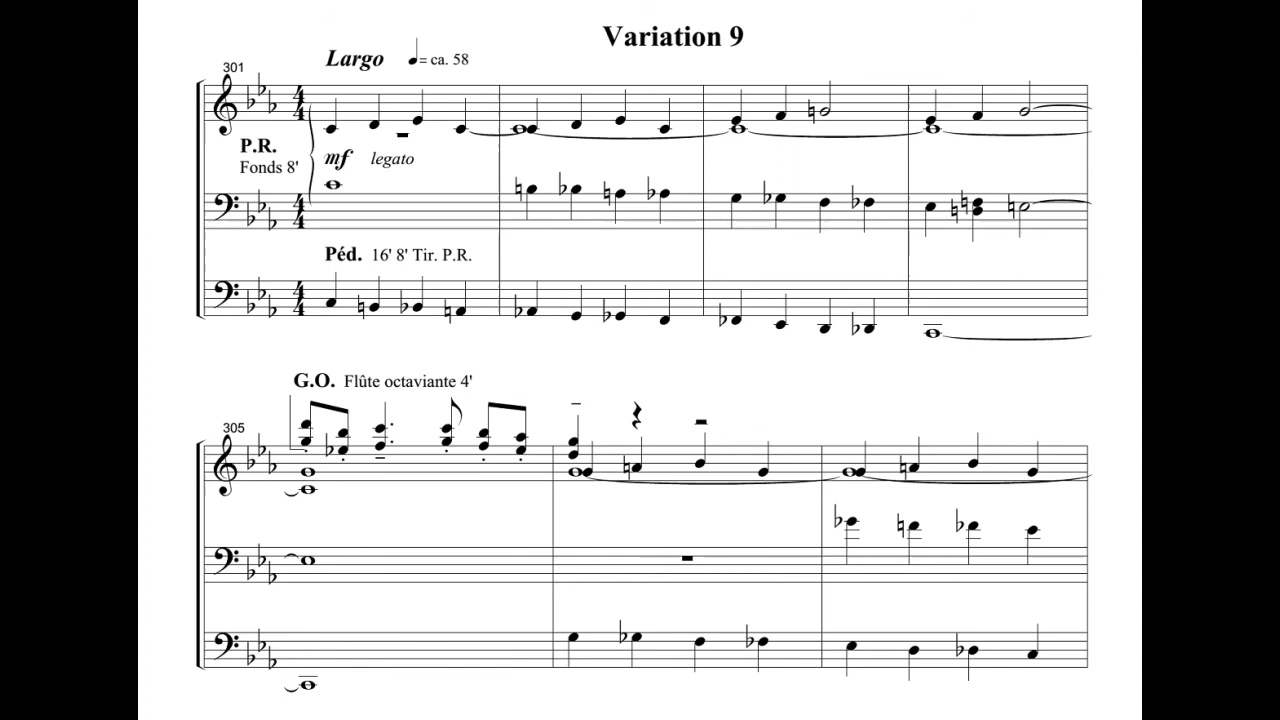 Variation 9
Largo = ca. 58
301
P.R.
Fonds 8'
mf legato
Péd. 16' 8' Tir. P.R.
G.O. Flûte octaviante 4'
305